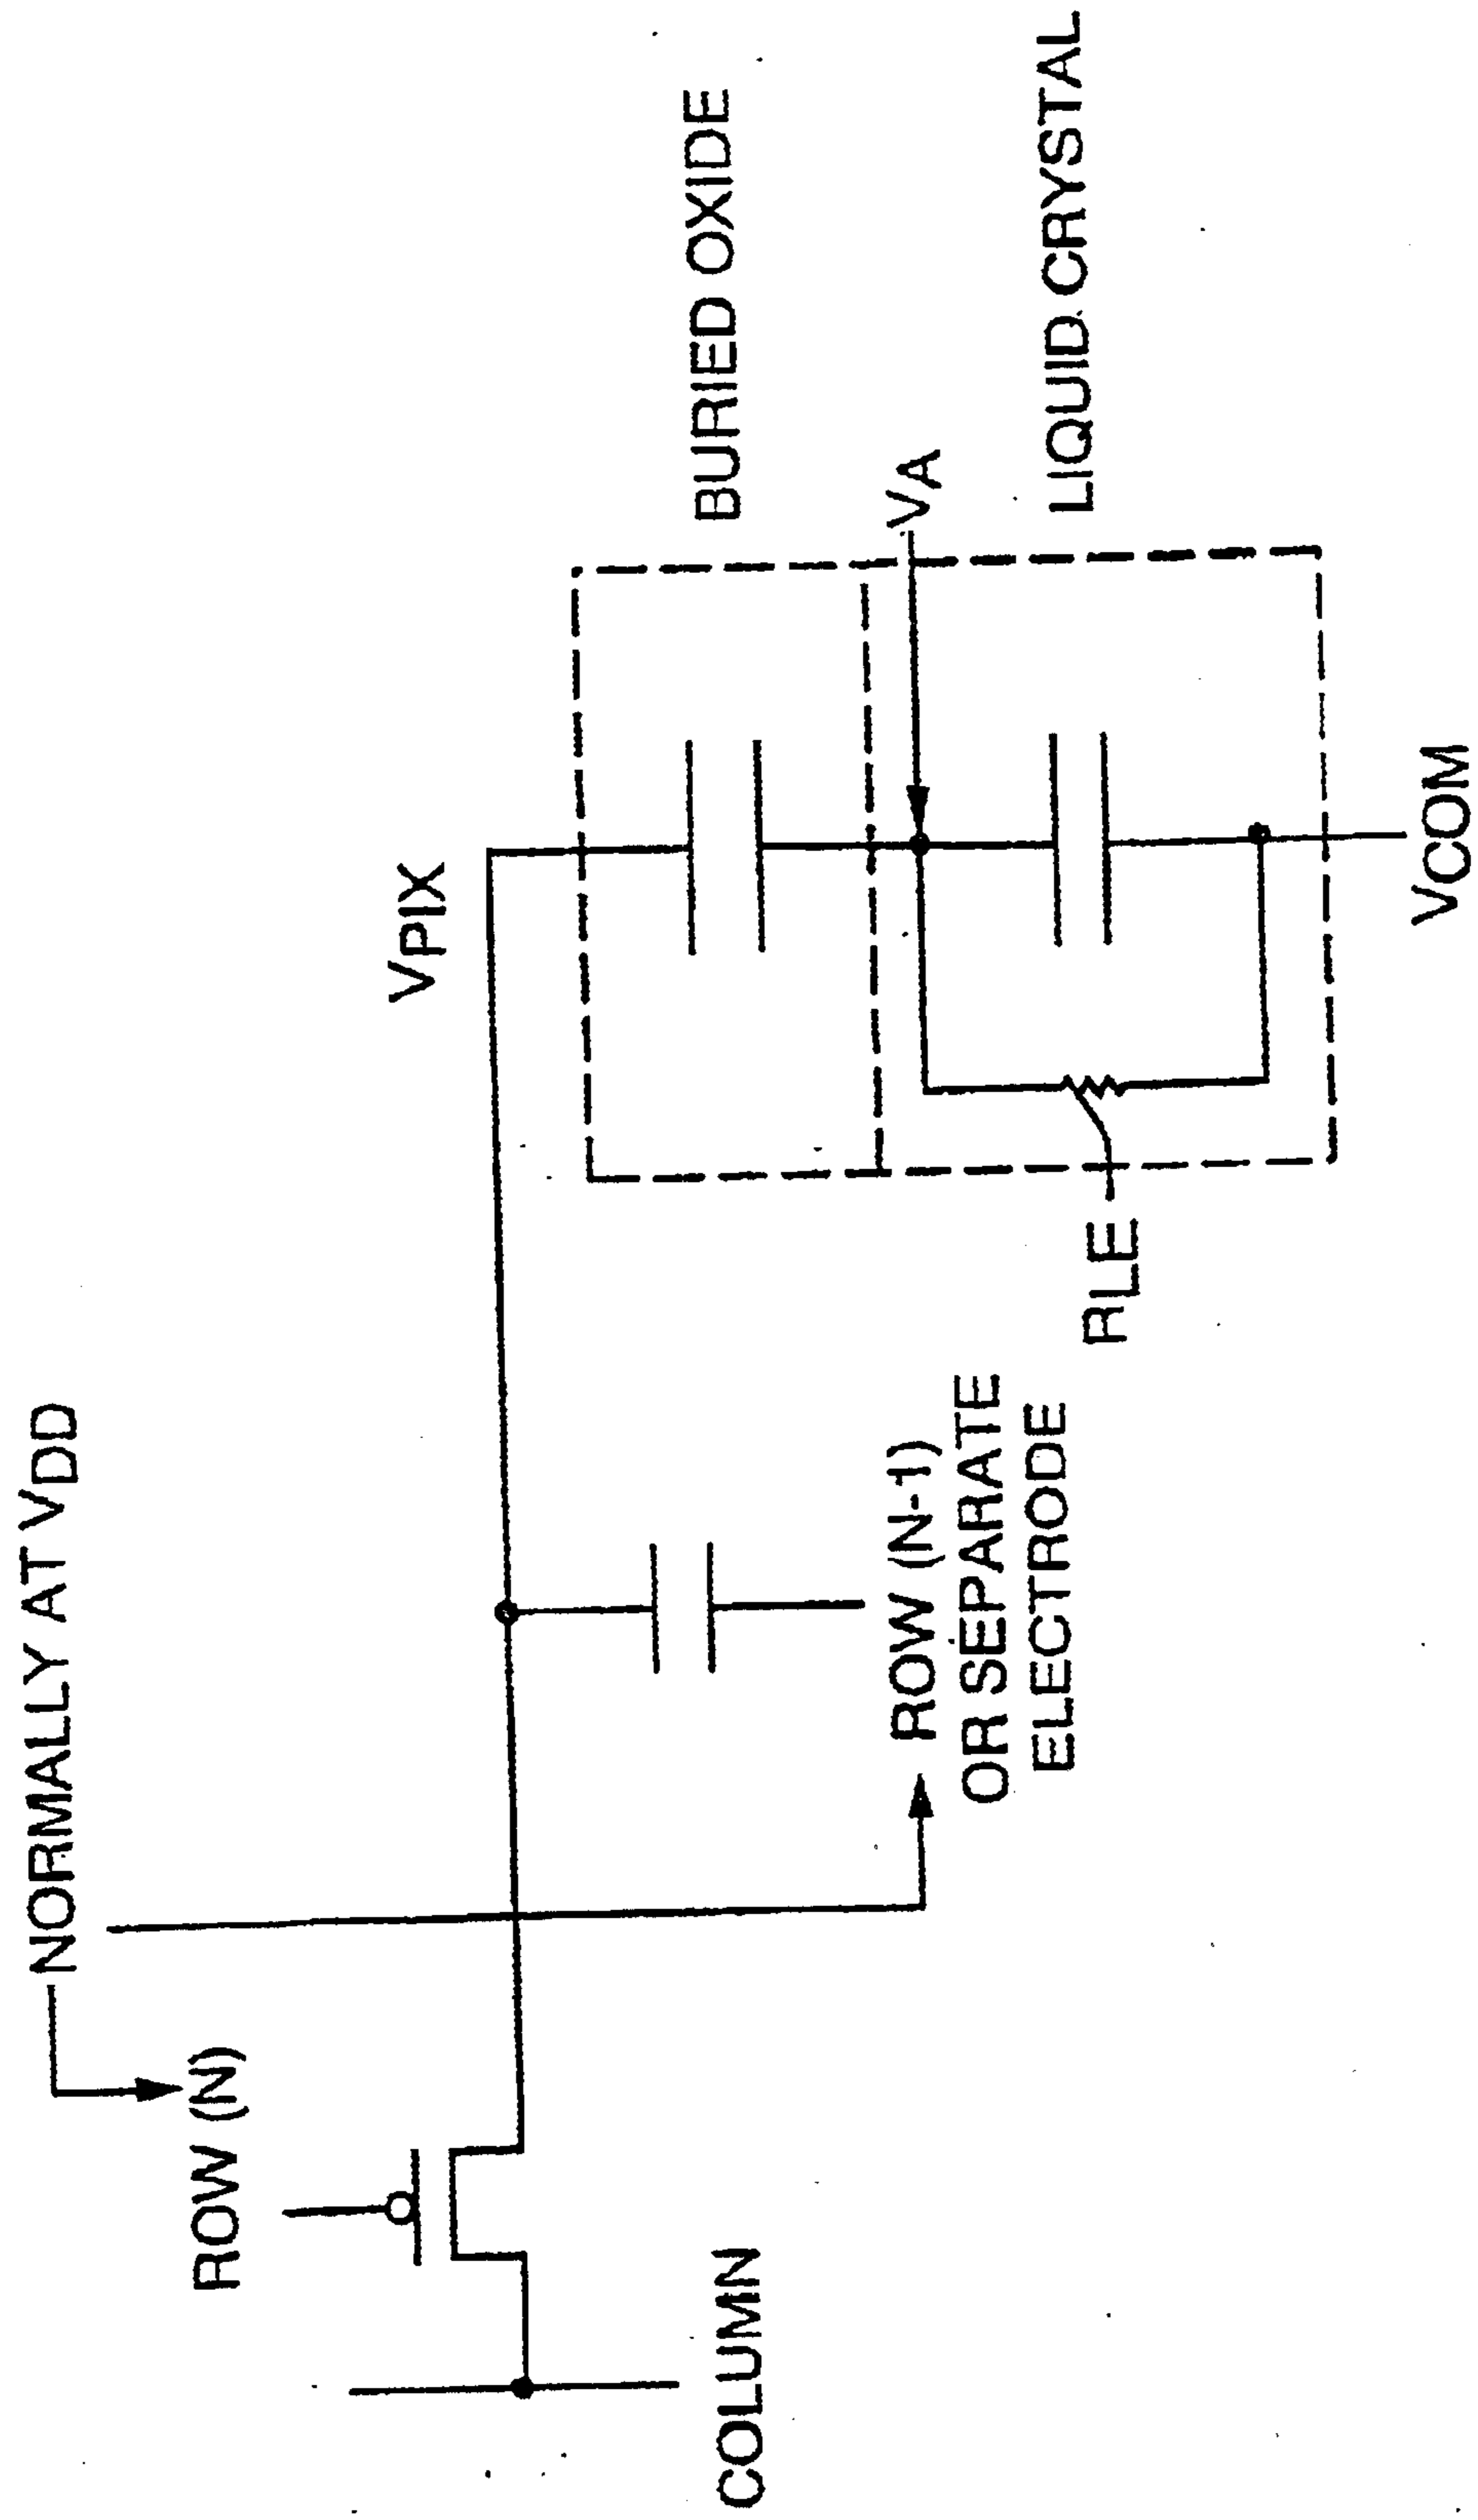 NORMALLY AT VDD
ROW (N)
VPIX
COLUMN
BURIED OXIDE
ROW (N-1)
OR SEPARATE
ELECTRODE
VA
RLE
LIQUID CRYSTAL
VCOM